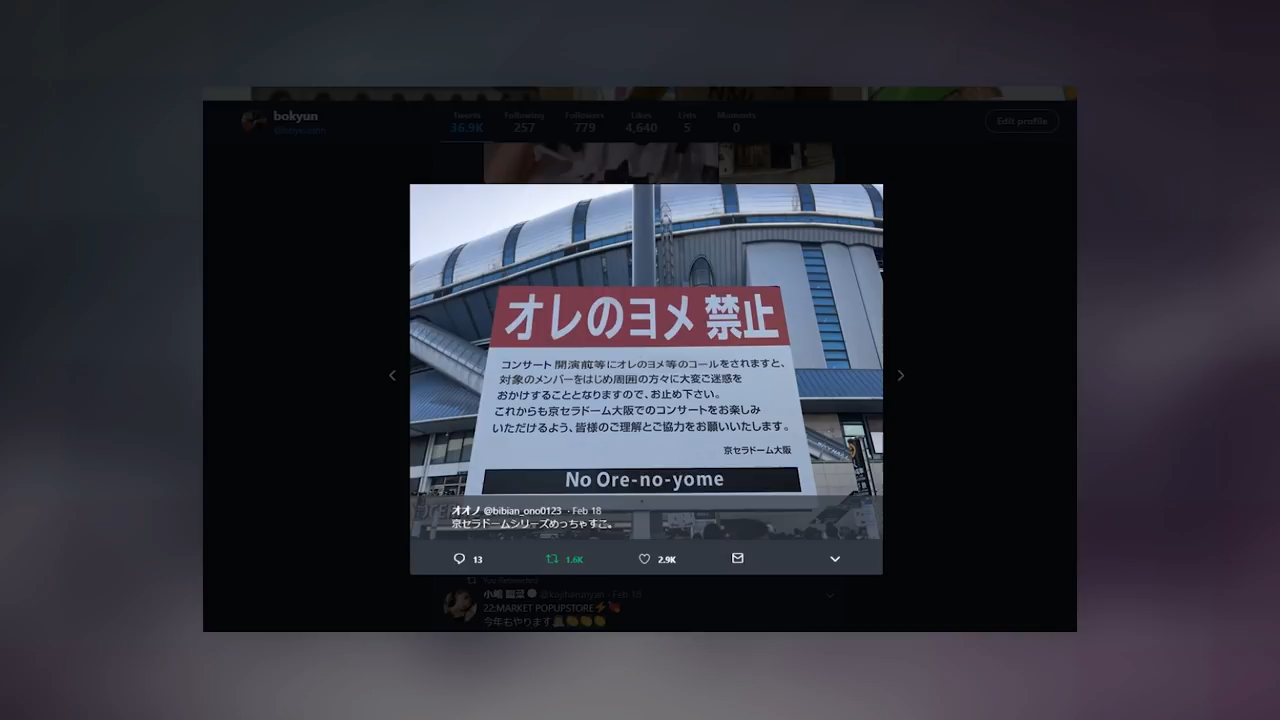 bokyun
Tweets Following Followers Likes Lists Moments
36.9K 257 779 4,640 5 0
Edit profile
オレのヨメ 禁止
コンサート 開演前等にオレのヨメ等のコールをされますと、
対象のメンバーをはじめ周囲の方々に大変ご迷惑を
おかけすることとなりますので、お止め下さい。
これからも京セラドーム大阪でのコンサートをお楽しみ
いただけるよう、皆様のご理解とご協力をお願いいたします。
京セラドーム大阪
No Ore-no-yome
オオノ @bibian_ono0123 · Feb 18
京セラドームシリーズめっちゃすこ。
13 1.6K 2.9K
Yuji Retweeted
小嶋 陽菜 @kojiharunyan · Feb 18
22;MARKET POPUPSTORE⚡
今年もやります